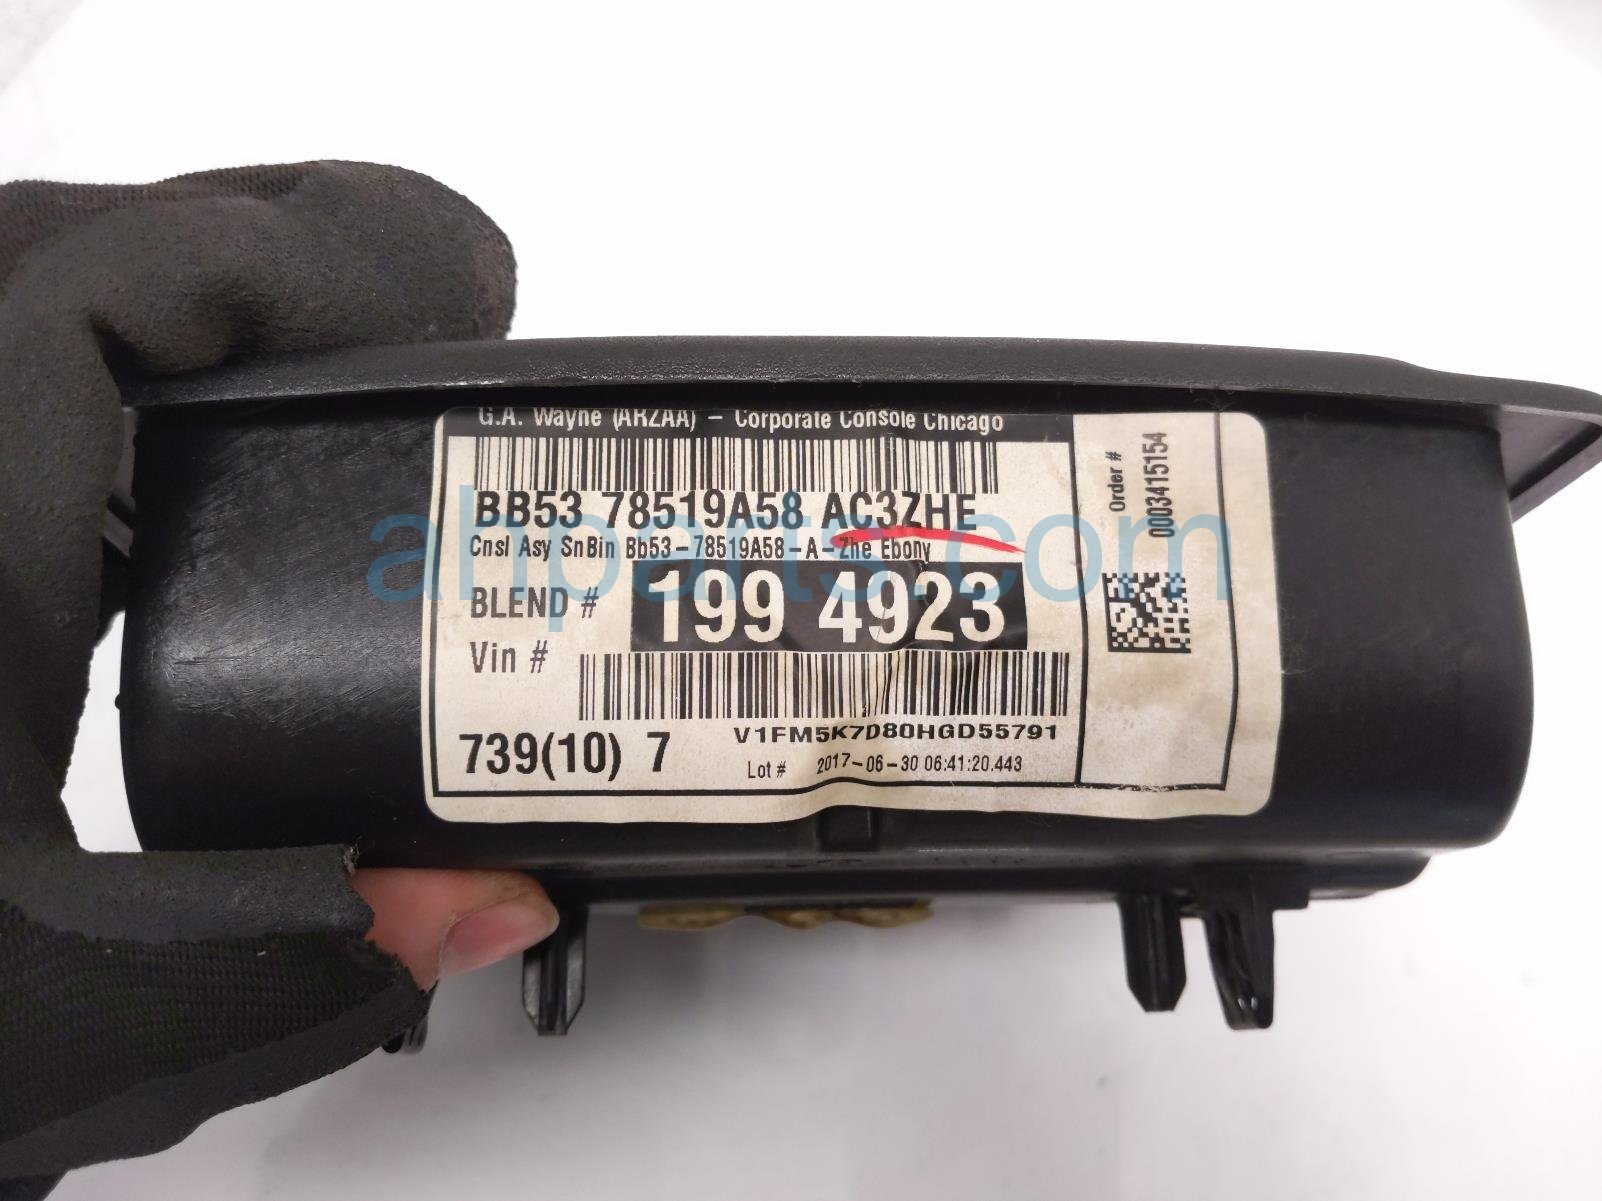 G.A. Wayne (ARZAA) - Corporate Console Chicago
BB53 78519A58 AC3ZHE
Cnsl Asy SnBin Bb53-78519A58-A-Zhe Ebony
BLEND # 199 4923
Vin #
V1FM5K7D80HGD55791
739(10) 7
Lot # 2017-06-30 06:41:20.443
Order #
0003415154
ahparts.com